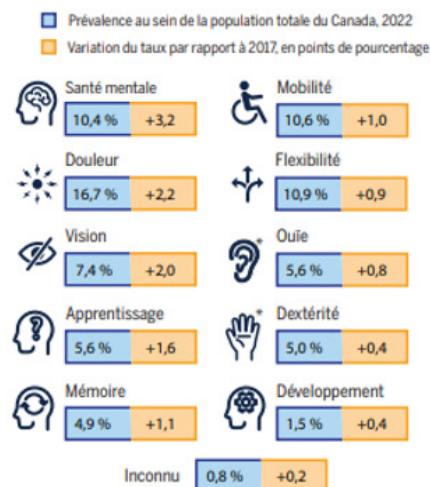 Prévalence au sein de la population totale du Canada, 2022
Variation du taux par rapport à 2017, en points de pourcentage
Santé mentale
10,4 % +3,2
Mobilité
10,6 % +1,0
Douleur
16,7 % +2,2
Flexibilité
10,9 % +0,9
Vision
7,4 % +2,0
* Ouïe
5,6 % +0,8
Apprentissage
5,6 % +1,6
* Dextérité
5,0 % +0,4
Mémoire
4,9 % +1,1
Développement
1,5 % +0,4
Inconnu 0,8 % +0,2